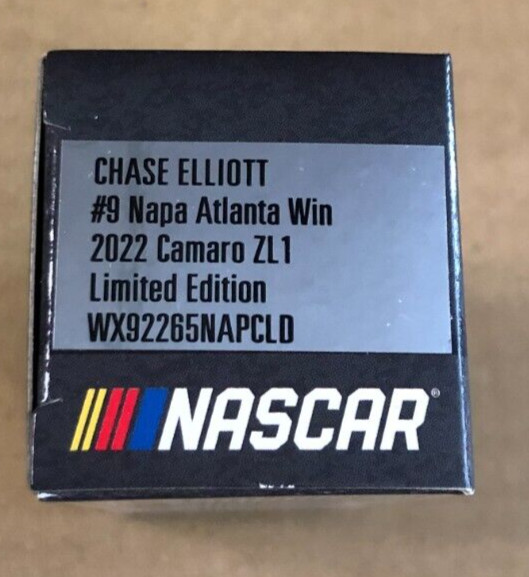 CHASE ELLIOTT
#9 Napa Atlanta Win
2022 Camaro ZL1
Limited Edition
WX92265NAPCLD
NASCAR®